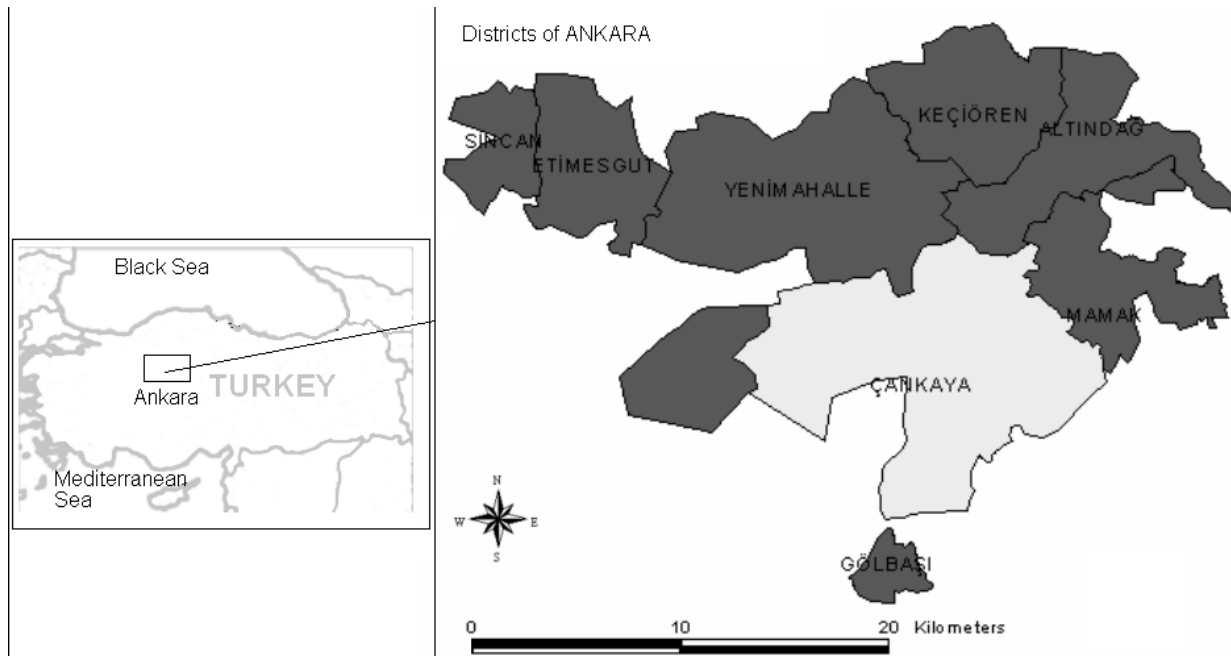 Districts of ANKARA
KEÇİÖREN
ALTINDAĞ
SİNCAN
ETİMESGUT
YENİMAHALLE
Black Sea
MAMAK
TURKEY
Ankara
ÇANKAYA
Mediterranean
Sea
N
W E
S
GÖLBAŞI
0 10 20 Kilometers